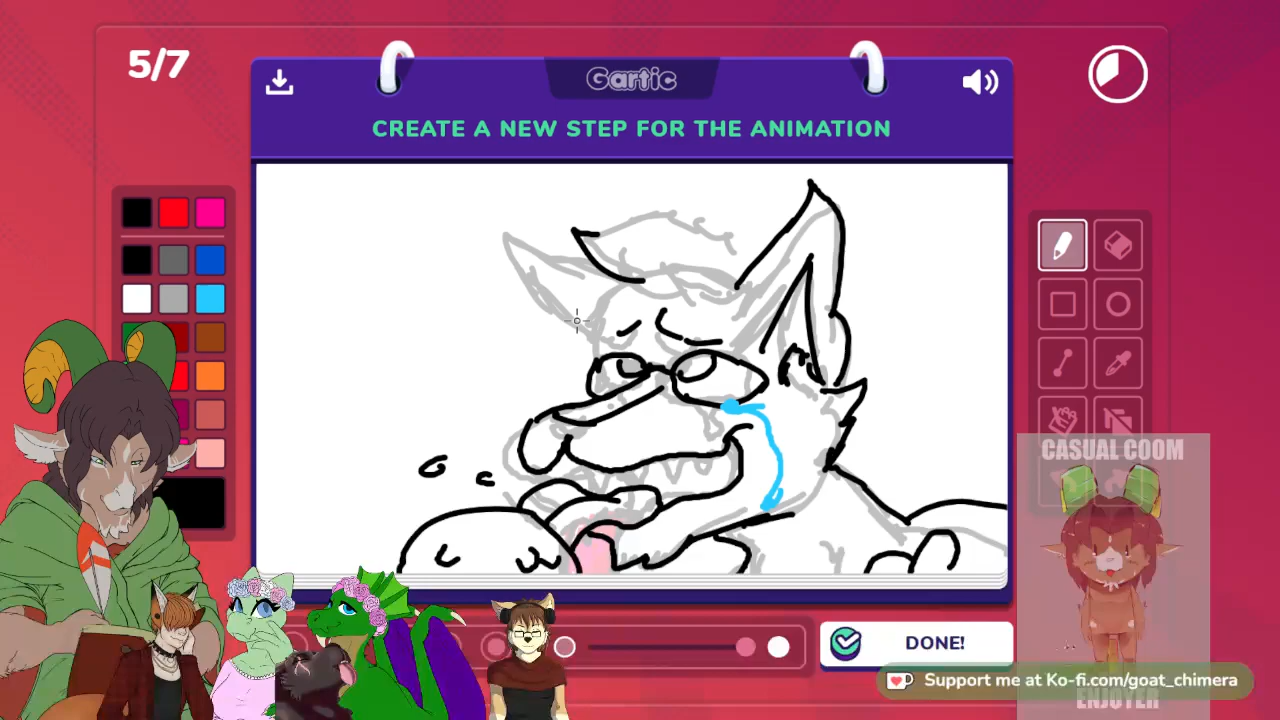 5/7
Gartic
CREATE A NEW STEP FOR THE ANIMATION
CASUAL COOM
DONE!
Support me at Ko-fi.com/goat_chimera
ENJOYER